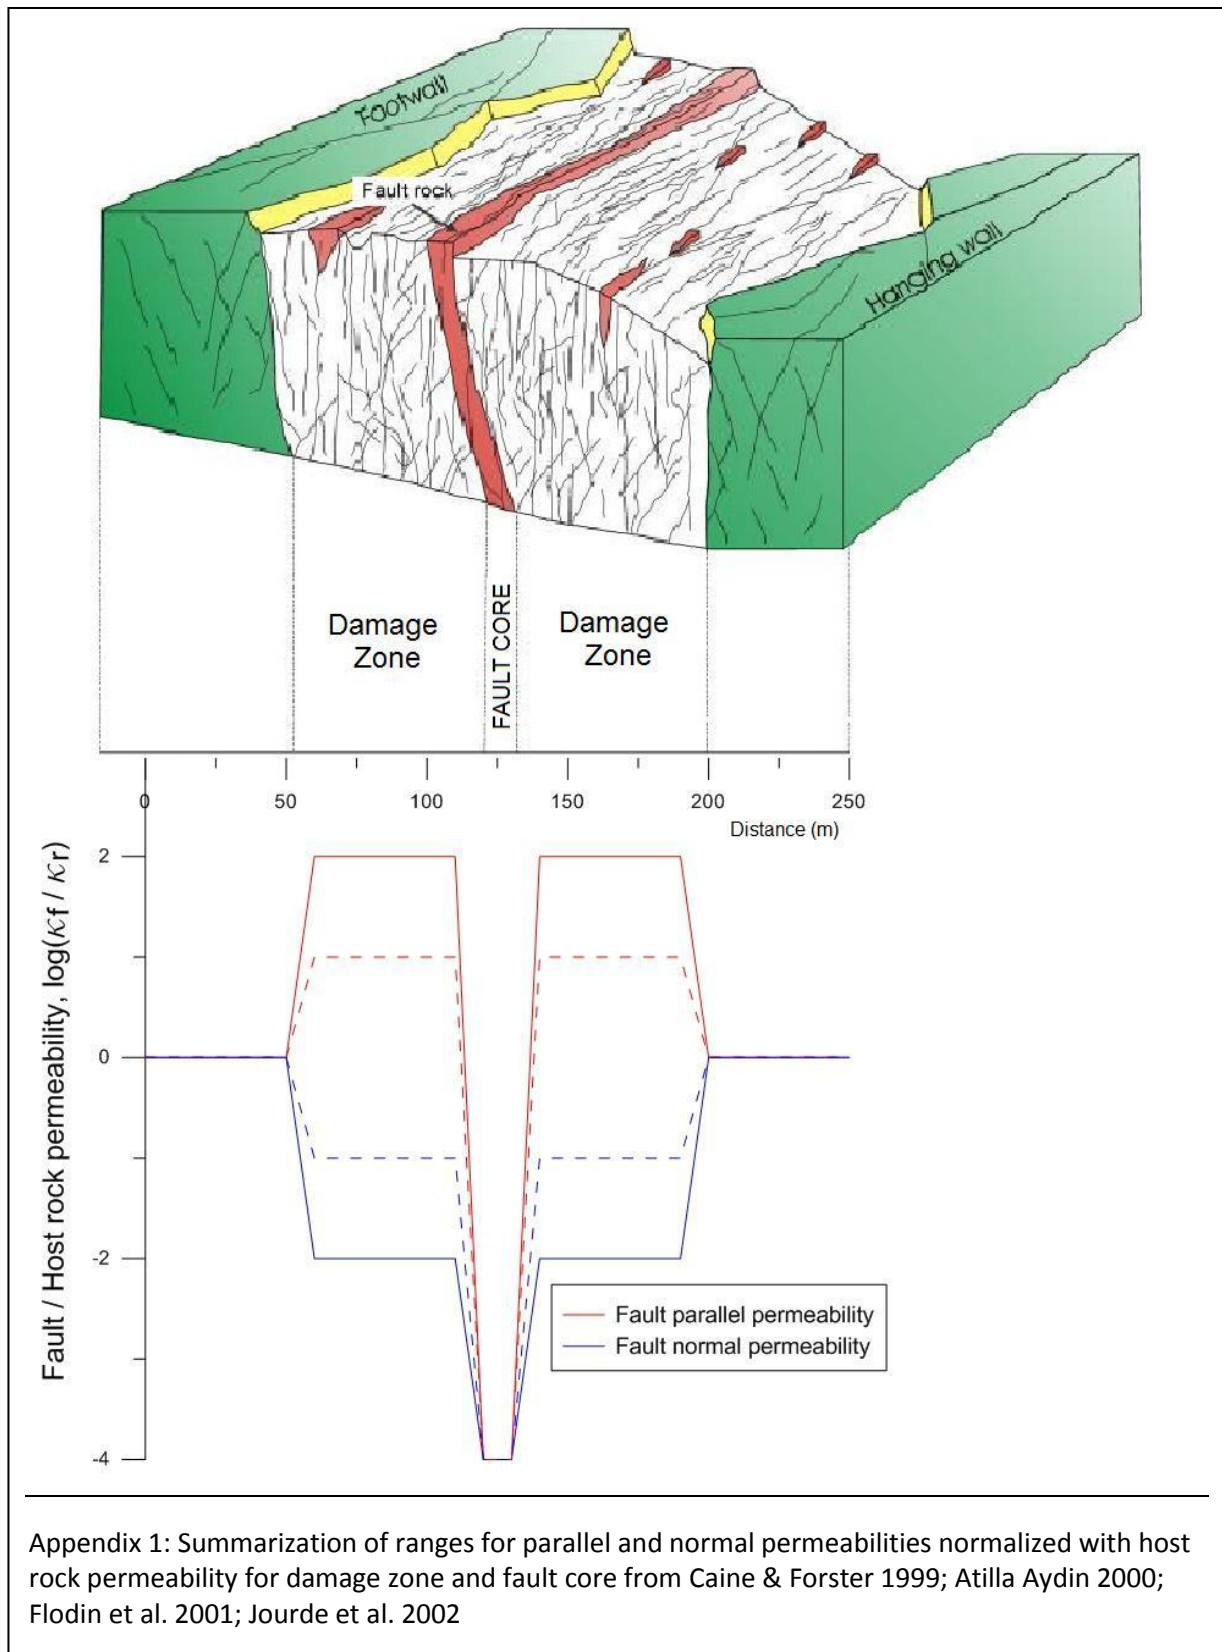 Footwall
Fault rock
Hanging wall
Damage
Zone
FAULT CORE
Damage
Zone
0 50 100 150 200 250
Distance (m)
Fault / Host rock permeability, log(κf / κr)
2
0
-2
-4
Fault parallel permeability
Fault normal permeability
Appendix 1: Summarization of ranges for parallel and normal permeabilities normalized with host
rock permeability for damage zone and fault core from Caine & Forster 1999; Atilla Aydin 2000;
Flodin et al. 2001; Jourde et al. 2002